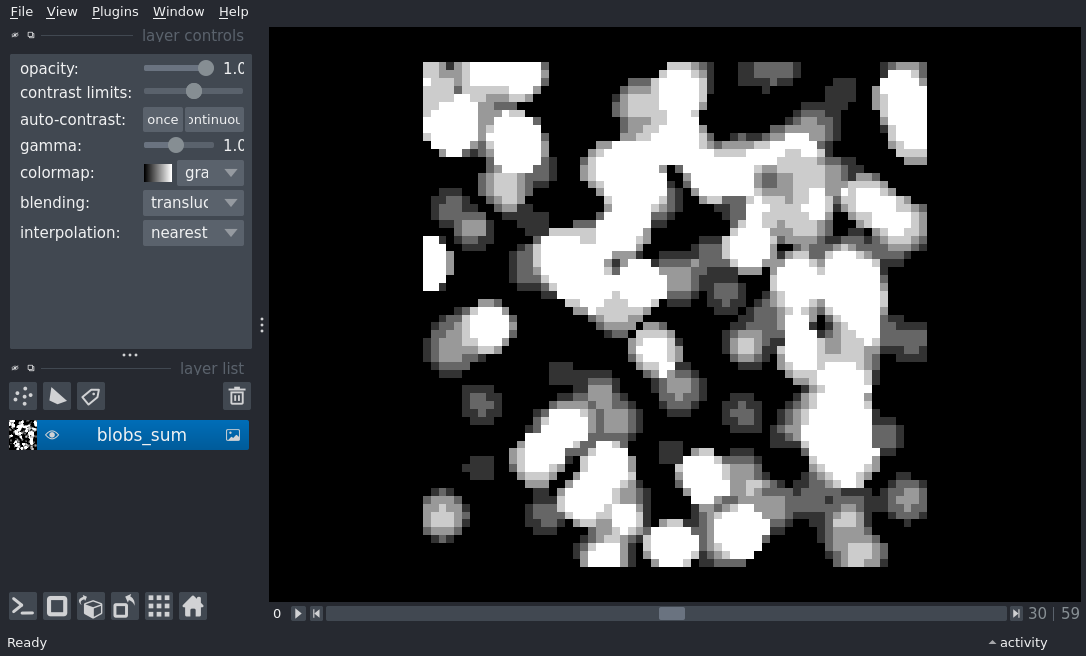 File View Plugins Window Help
layer controls
opacity: 1.0
contrast limits:
auto-contrast: once ontinuou
gamma: 1.0
colormap: gra
blending: transluc
interpolation: nearest
layer list
blobs_sum
0 30 | 59
Ready activity